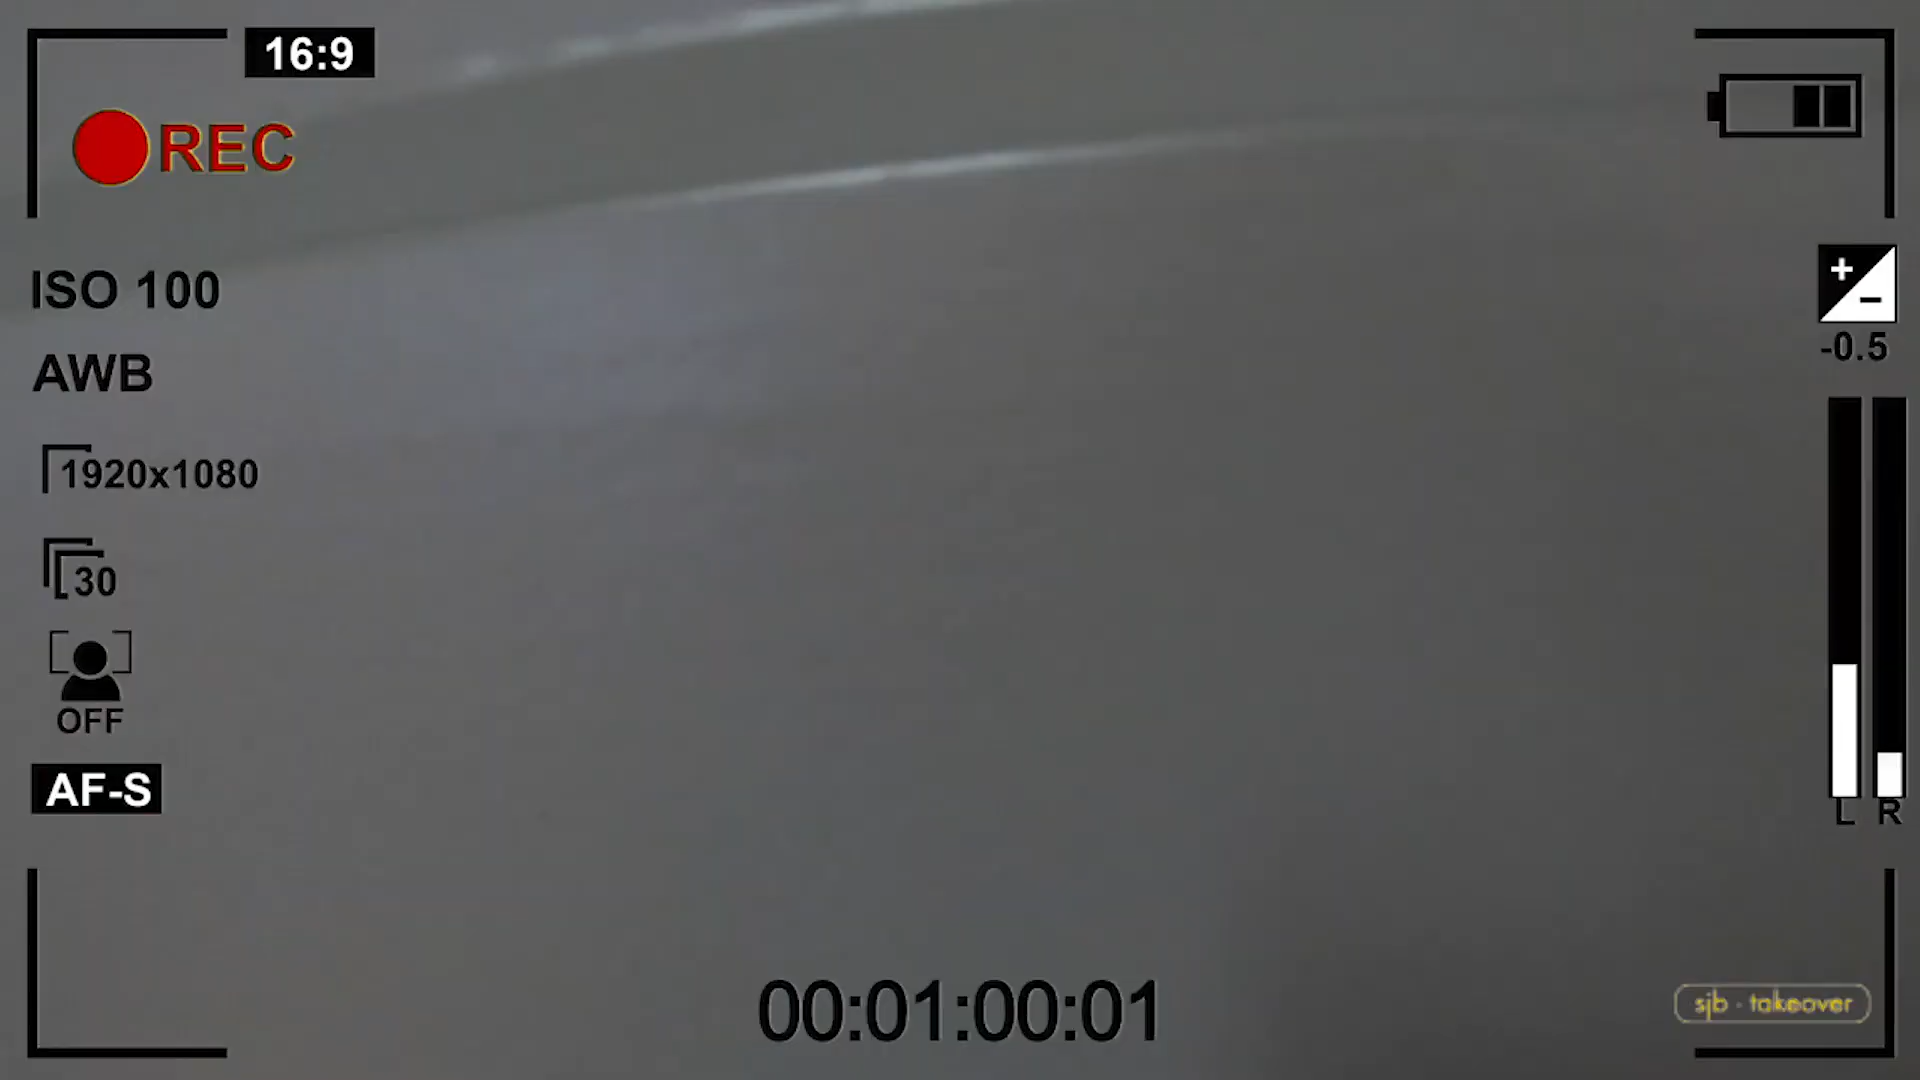 16:9
REC
ISO 100
AWB
1920x1080
30
OFF
AF-S
+
-
-0.5
L R
00:01:00:01
sjb - takeover